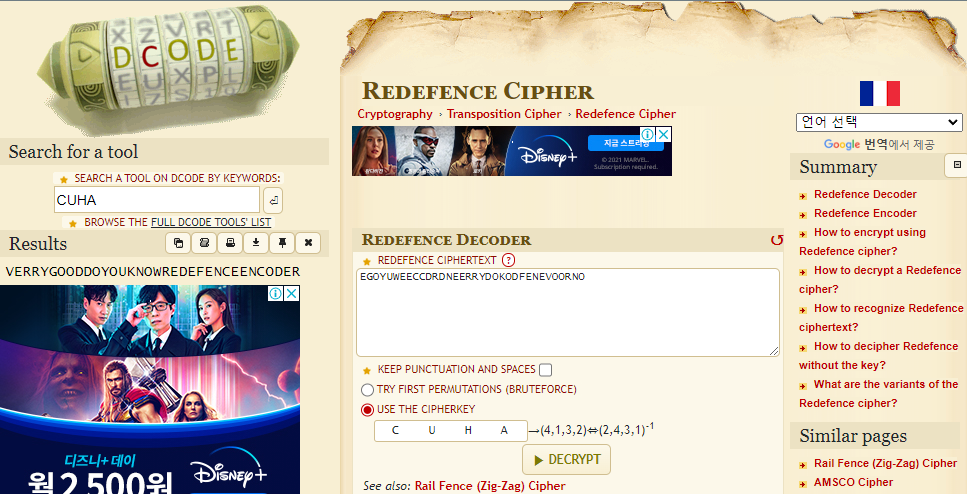 DCODE
Search for a tool
SEARCH A TOOL ON DCODE BY KEYWORDS:
CUHA
BROWSE THE FULL DCODE TOOLS' LIST
Results
VERRYGOODDOYOUKNOWREDEFENCEENCODER
디즈니+ 데이
Disney+
월 2,500원
REDEFENCE CIPHER
Cryptography › Transposition Cipher › Redefence Cipher
Disney+
지금 스트리밍
© 2021 MARVEL.
Subscription required.
REDEFENCE DECODER
REDEFENCE CIPHERTEXT ?
EGOYUWEECCDRDNEERRYDOKODFENEVOORNO
KEEP PUNCTUATION AND SPACES
TRY FIRST PERMUTATIONS (BRUTEFORCE)
USE THE CIPHERKEY
C U H A →(4,1,3,2)⇔(2,4,3,1)⁻¹
▶ DECRYPT
See also: Rail Fence (Zig-Zag) Cipher
언어 선택
Google 번역에서 제공
Summary
Redefence Decoder
Redefence Encoder
How to encrypt using
Redefence cipher?
How to decrypt a Redefence
cipher?
How to recognize Redefence
ciphertext?
How to decipher Redefence
without the key?
What are the variants of the
Redefence cipher?
Similar pages
Rail Fence (Zig-Zag) Cipher
AMSCO Cipher